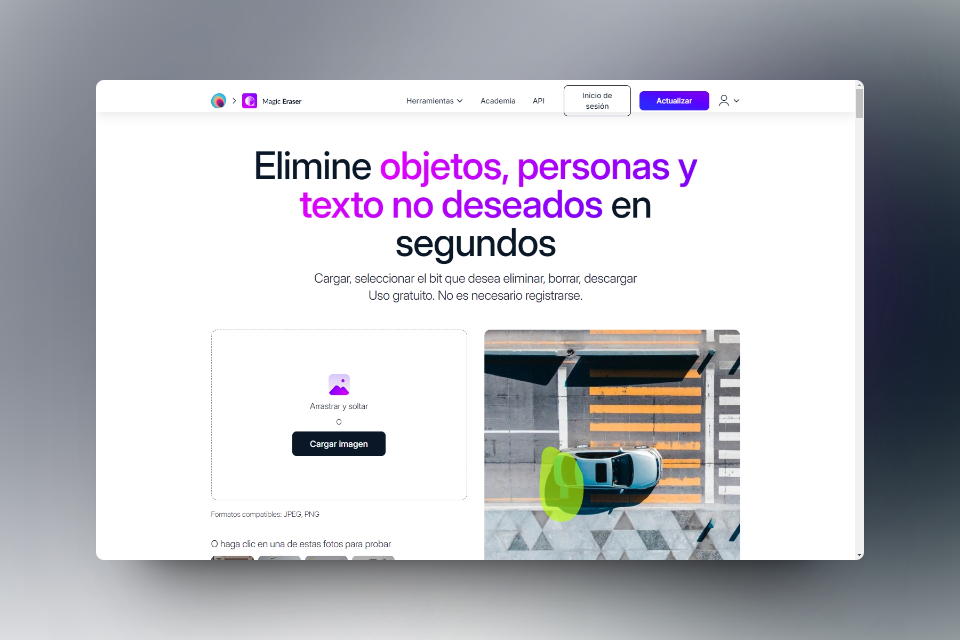 Magic Eraser
Herramientas
Academia
API
Inicio de
sesión
Actualizar
Elimine objetos, personas y
texto no deseados en
segundos
Cargar, seleccionar el bit que desea eliminar, borrar, descargar
Uso gratuito. No es necesario registrarse.
Arrastrar y soltar
O
Cargar imagen
Formatos compatibles: JPEG, PNG
O haga clic en una de estas fotos para probar